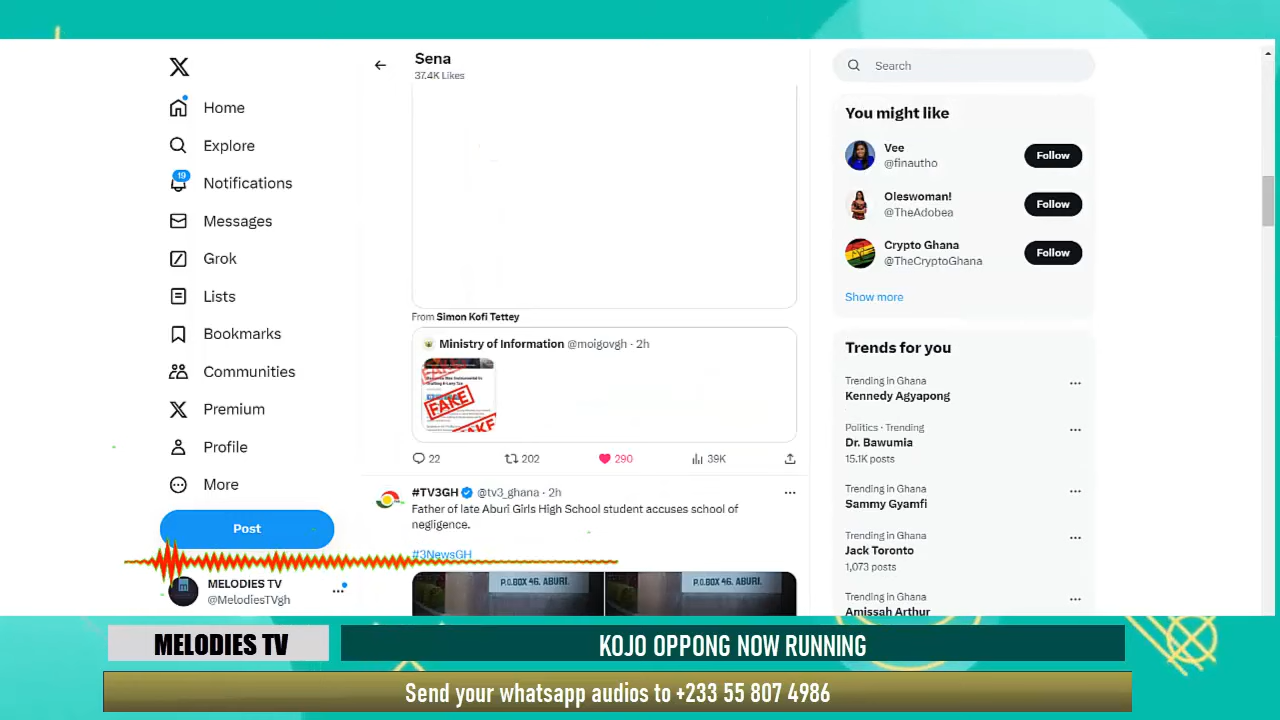 Sena
37.4K Likes
Home
Explore
19
Notifications
Messages
Grok
Lists
Bookmarks
Communities
Premium
Profile
More
Post
MELODIES TV
@MelodiesTVgh
From Simon Kofi Tettey
Ministry of Information @moigovgh · 2h
FAKE
22
202
290
39K
#TV3GH @tv3_ghana · 2h
Father of late Aburi Girls High School student accuses school of
negligence.
#3NewsGH
P.O.BOX 46. ABURI.
P.O.BOX 46. ABURI.
Search
You might like
Vee
@finautho
Follow
Oleswoman!
@TheAdobea
Follow
Crypto Ghana
@TheCryptoGhana
Follow
Show more
Trends for you
Trending in Ghana
Kennedy Agyapong
Politics · Trending
Dr. Bawumia
15.1K posts
Trending in Ghana
Sammy Gyamfi
Trending in Ghana
Jack Toronto
1,073 posts
Trending in Ghana
Amissah Arthur
MELODIES TV
KOJO OPPONG NOW RUNNING
Send your whatsapp audios to +233 55 807 4986